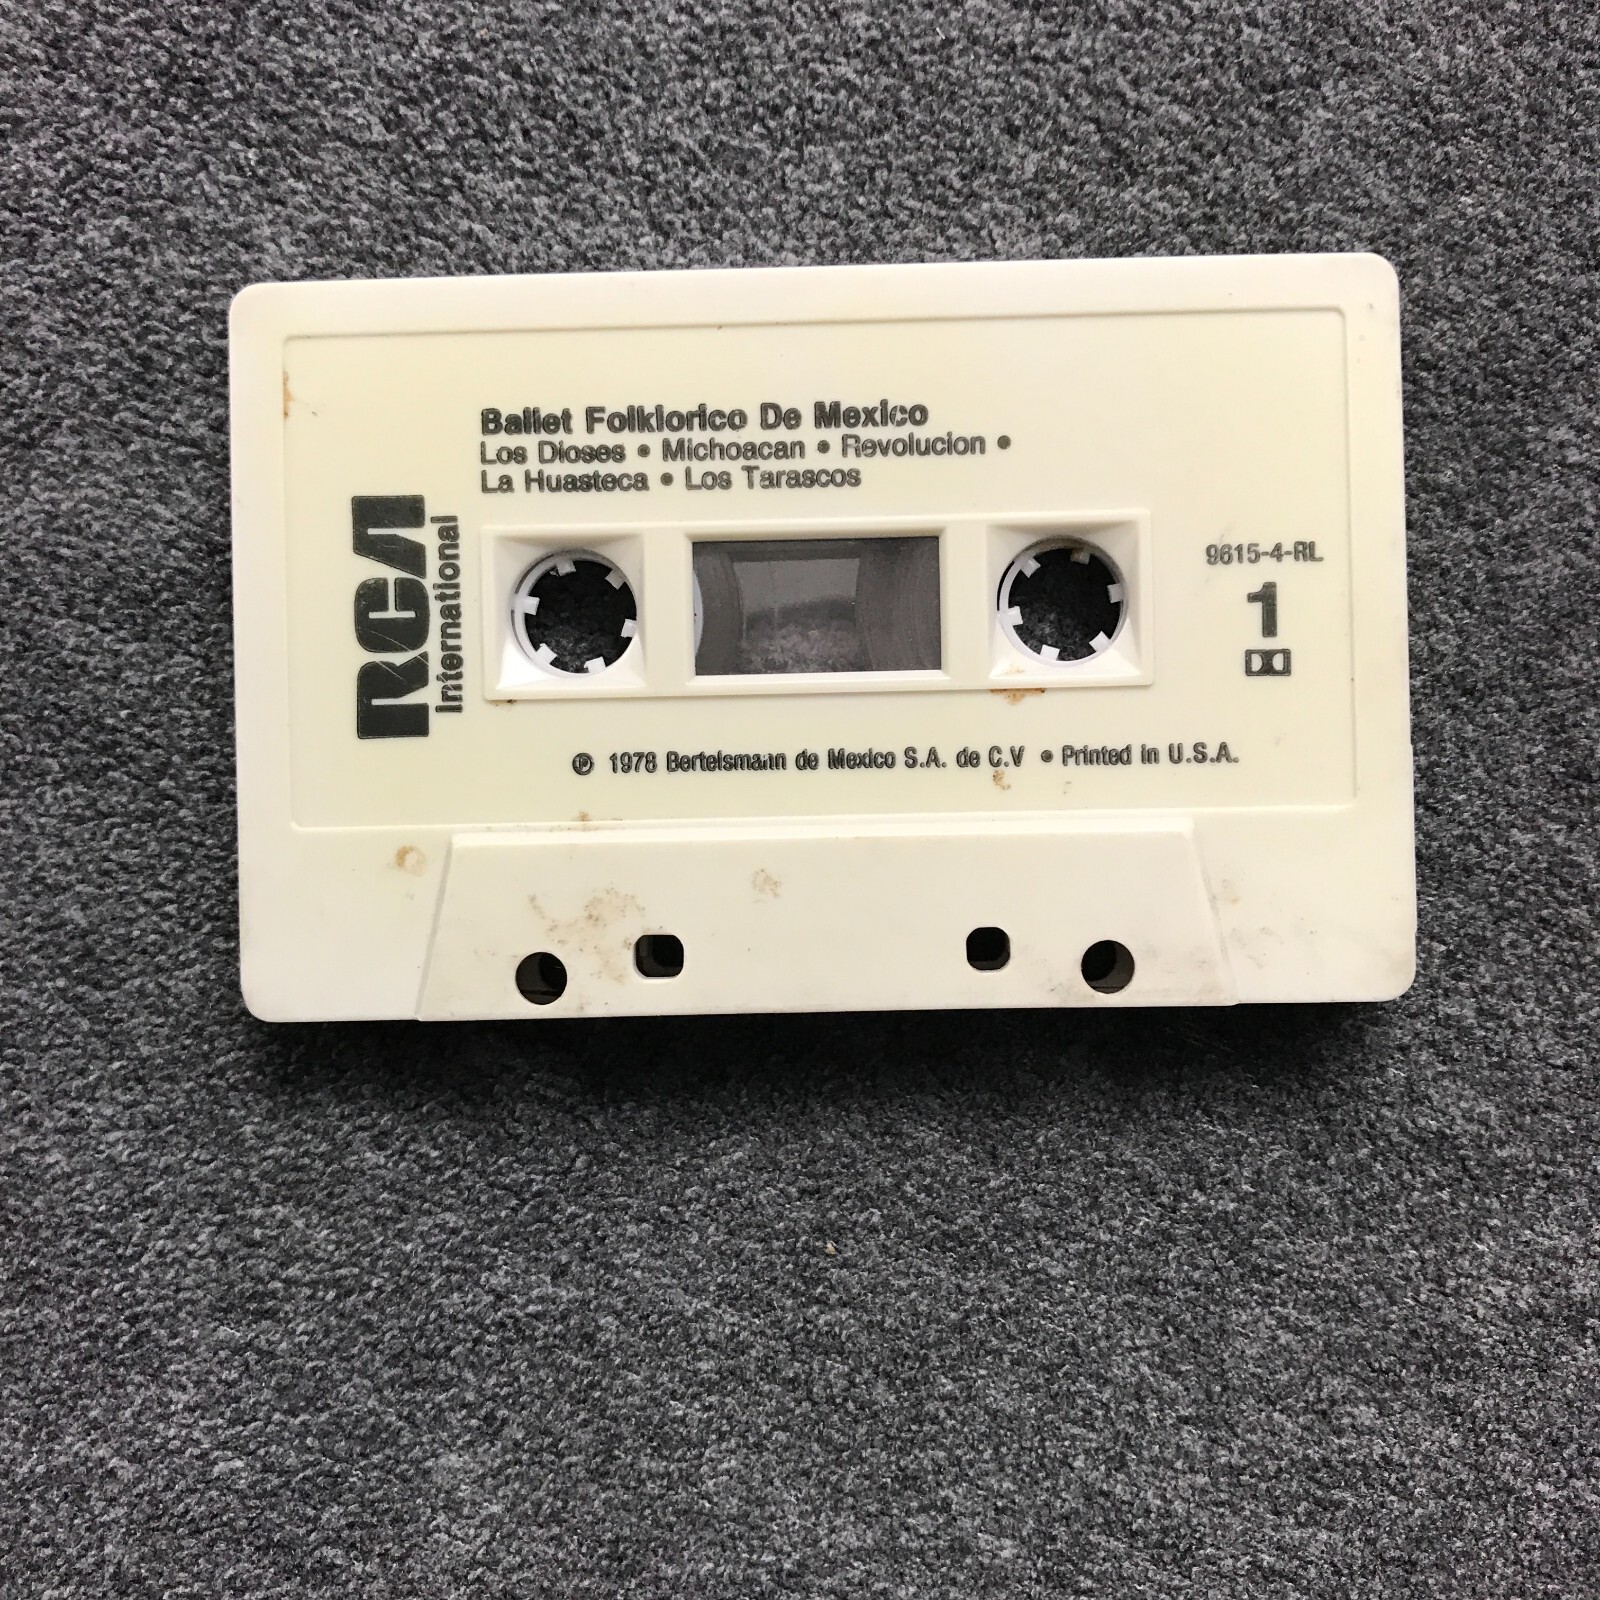 Ballet Folklorico De Mexico
Los Dioses • Michoacan • Revolucion •
La Huasteca • Los Tarascos
RCA
International
9615-4-RL
1
℗ 1978 Bertelsmann de Mexico S.A. de C.V • Printed in U.S.A.